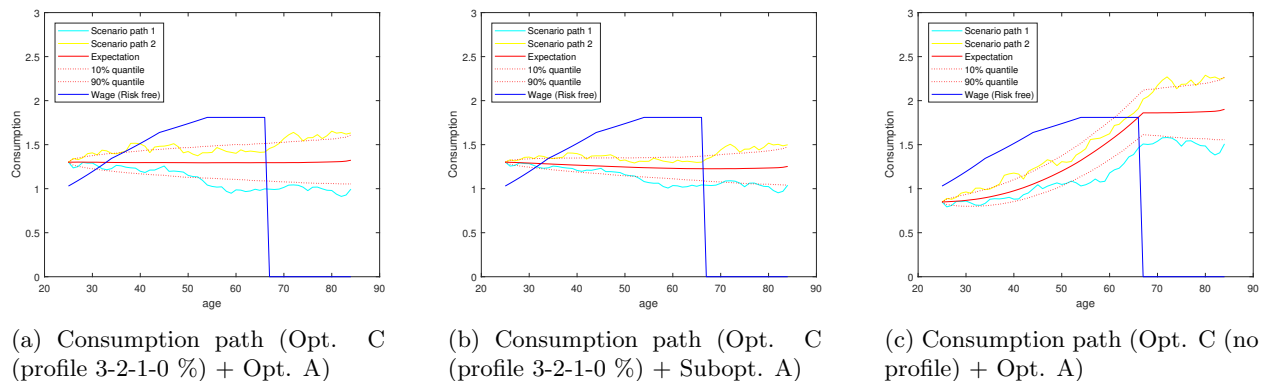 3
2.5
2
1.5
1
0.5
0
Consumption
Scenario path 1
Scenario path 2
Expectation
10% quantile
90% quantile
Wage (Risk free)
20 30 40 50 60 70 80 90
age
(a) Consumption path (Opt. C
(profile 3-2-1-0 %) + Opt. A)
3
2.5
2
1.5
1
0.5
0
Consumption
Scenario path 1
Scenario path 2
Expectation
10% quantile
90% quantile
Wage (Risk free)
20 30 40 50 60 70 80 90
age
(b) Consumption path (Opt. C
(profile 3-2-1-0 %) + Subopt. A)
3
2.5
2
1.5
1
0.5
0
Consumption
Scenario path 1
Scenario path 2
Expectation
10% quantile
90% quantile
Wage (Risk free)
20 30 40 50 60 70 80 90
age
(c) Consumption path (Opt. C (no
profile) + Opt. A)